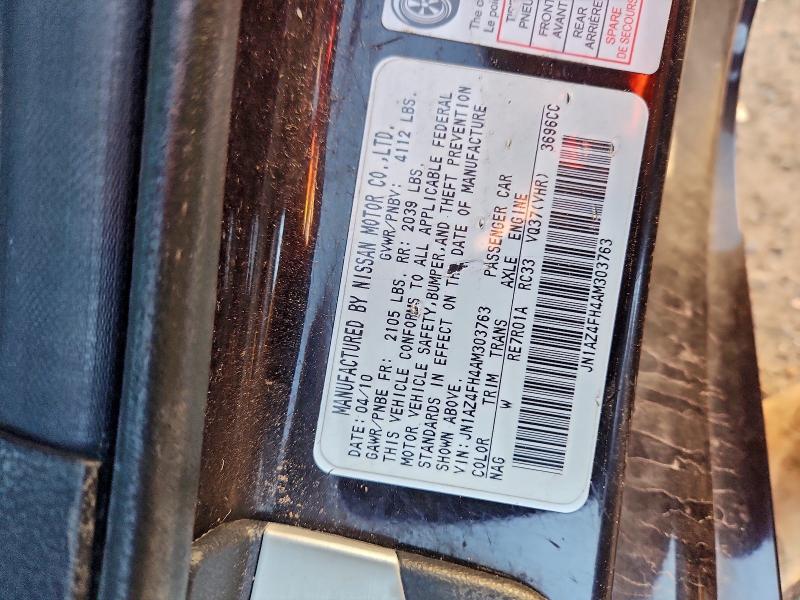 MANUFACTURED BY NISSAN MOTOR CO.,LTD.
DATE: 04/10 GVWR/PNBV: 4112 LBS.
GAWR/PNBE FR: 2105 LBS. RR: 2039 LBS.
THIS VEHICLE CONFORMS TO ALL APPLICABLE FEDERAL
MOTOR VEHICLE SAFETY,BUMPER,AND THEFT PREVENTION
STANDARDS IN EFFECT ON THE DATE OF MANUFACTURE
SHOWN ABOVE.
VIN: JN1AZ4FH4AM303763 PASSENGER CAR
COLOR TRIM TRANS AXLE ENGINE
NAG W RE7R01A RC33 VQ37(VHR) 3696CC
JN1AZ4FH4AM303763
The
Le
PNEU
FRONT
AVANT
REAR
ARRIÈRE
SPARE
DE SECOURS